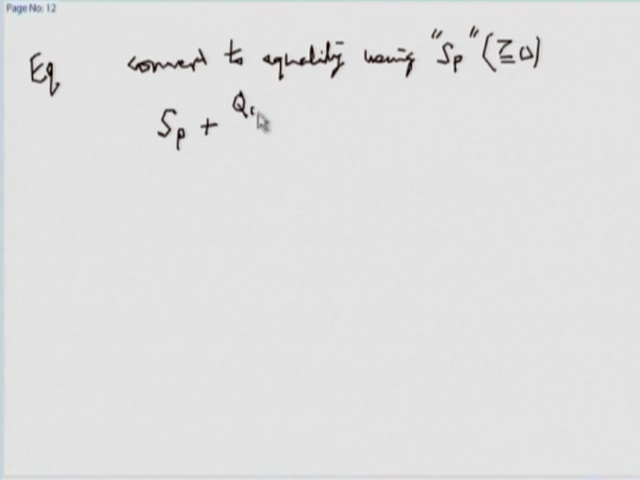 Page No: 12
Eq convert to equality using "Sp" (≥0)
Sp + Q